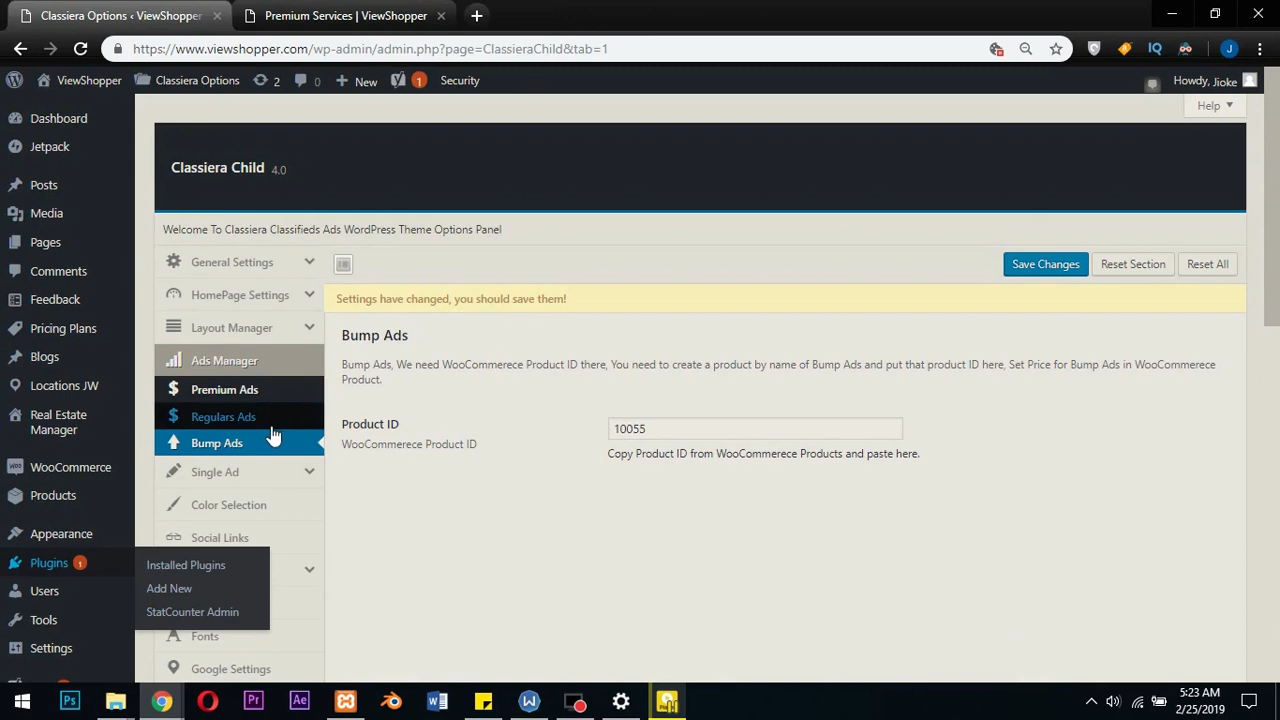 Classiera Options ‹ ViewShopper
Premium Services | ViewShopper
https://www.viewshopper.com/wp-admin/admin.php?page=ClassieraChild&tab=1
IQ
J
ViewShopper
Classiera Options
2
0
New
1
Security
Howdy, Jioke
Help
Dashboard
Jetpack
Posts
Media
Pages
Comments
Feedback
Pricing Plans
Blogs
Locations JW
Real Estate
Manager
WooCommerce
Products
Appearance
Plugins 1
Users
Tools
Settings
Installed Plugins
Add New
StatCounter Admin
Classiera Child 4.0
Welcome To Classiera Classifieds Ads WordPress Theme Options Panel
General Settings
HomePage Settings
Layout Manager
Ads Manager
$ Premium Ads
$ Regulars Ads
Bump Ads
Single Ad
Color Selection
Social Links
A Fonts
Google Settings
Save Changes
Reset Section
Reset All
Settings have changed, you should save them!
Bump Ads
Bump Ads, We need WooCommerece Product ID there, You need to create a product by name of Bump Ads and put that product ID here, Set Price for Bump Ads in WooCommerece
Product.
Product ID
WooCommerece Product ID
10055
Copy Product ID from WooCommerece Products and paste here.
Ps
Pr
Ae
W
W
5:23 AM
2/25/2019